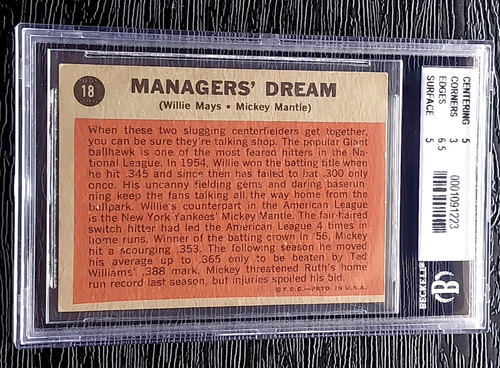 18
MANAGERS' DREAM
(Willie Mays • Mickey Mantle)
When these two slugging centerfielders get together,
you can be sure they're talking shop. The popular Giant
ballhawk is one of the most feared hitters in the Na-
tional League. In 1954, Willie won the batting title when
he hit .345 and since then has failed to bat .300 only
once. His uncanny fielding gems and daring baserun-
ning keep the fans talking all the way home from the
ballpark. Willie's counterpart in the American League
is the New York Yankees' Mickey Mantle. The fair-haired
switch hitter had led the American League 4 times in
home runs. Winner of the batting crown in '56, Mickey
hit a scourging .353. The following season he moved
his average up to .365 only to be beaten by Ted
Williams' .388 mark. Mickey threatened Ruth's home
run record last season, but injuries spoiled his bid.
© T.C.G.—PRTD. IN U.S.A.
CENTERING 5
CORNERS 3
EDGES 6.5
SURFACE 5
0001091223
B